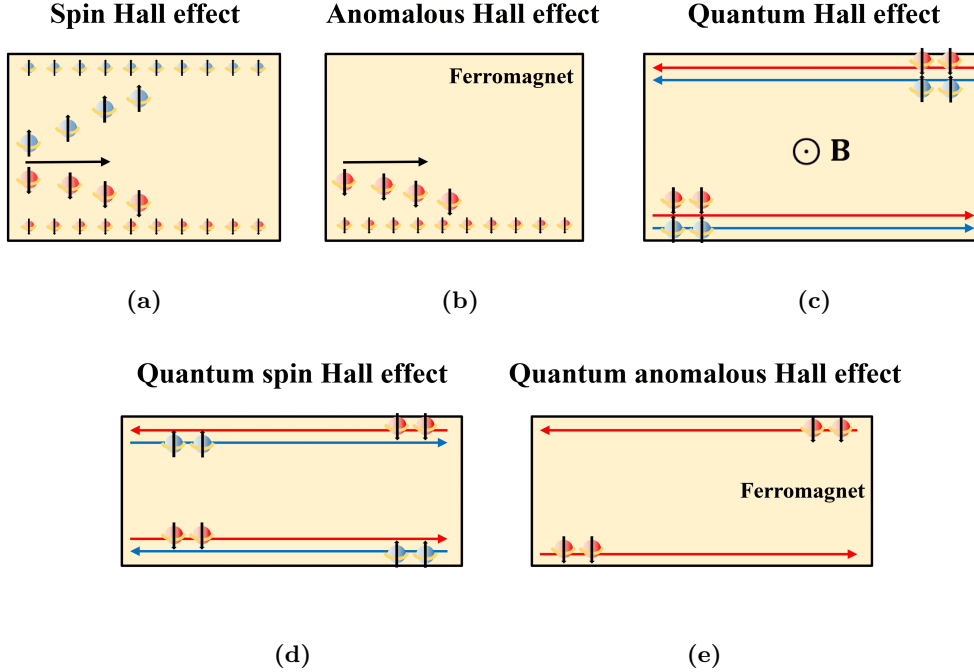 Spin Hall effect
Anomalous Hall effect
Quantum Hall effect
Ferromagnet
B
(a)
(b)
(c)
Quantum spin Hall effect
Quantum anomalous Hall effect
Ferromagnet
(d)
(e)